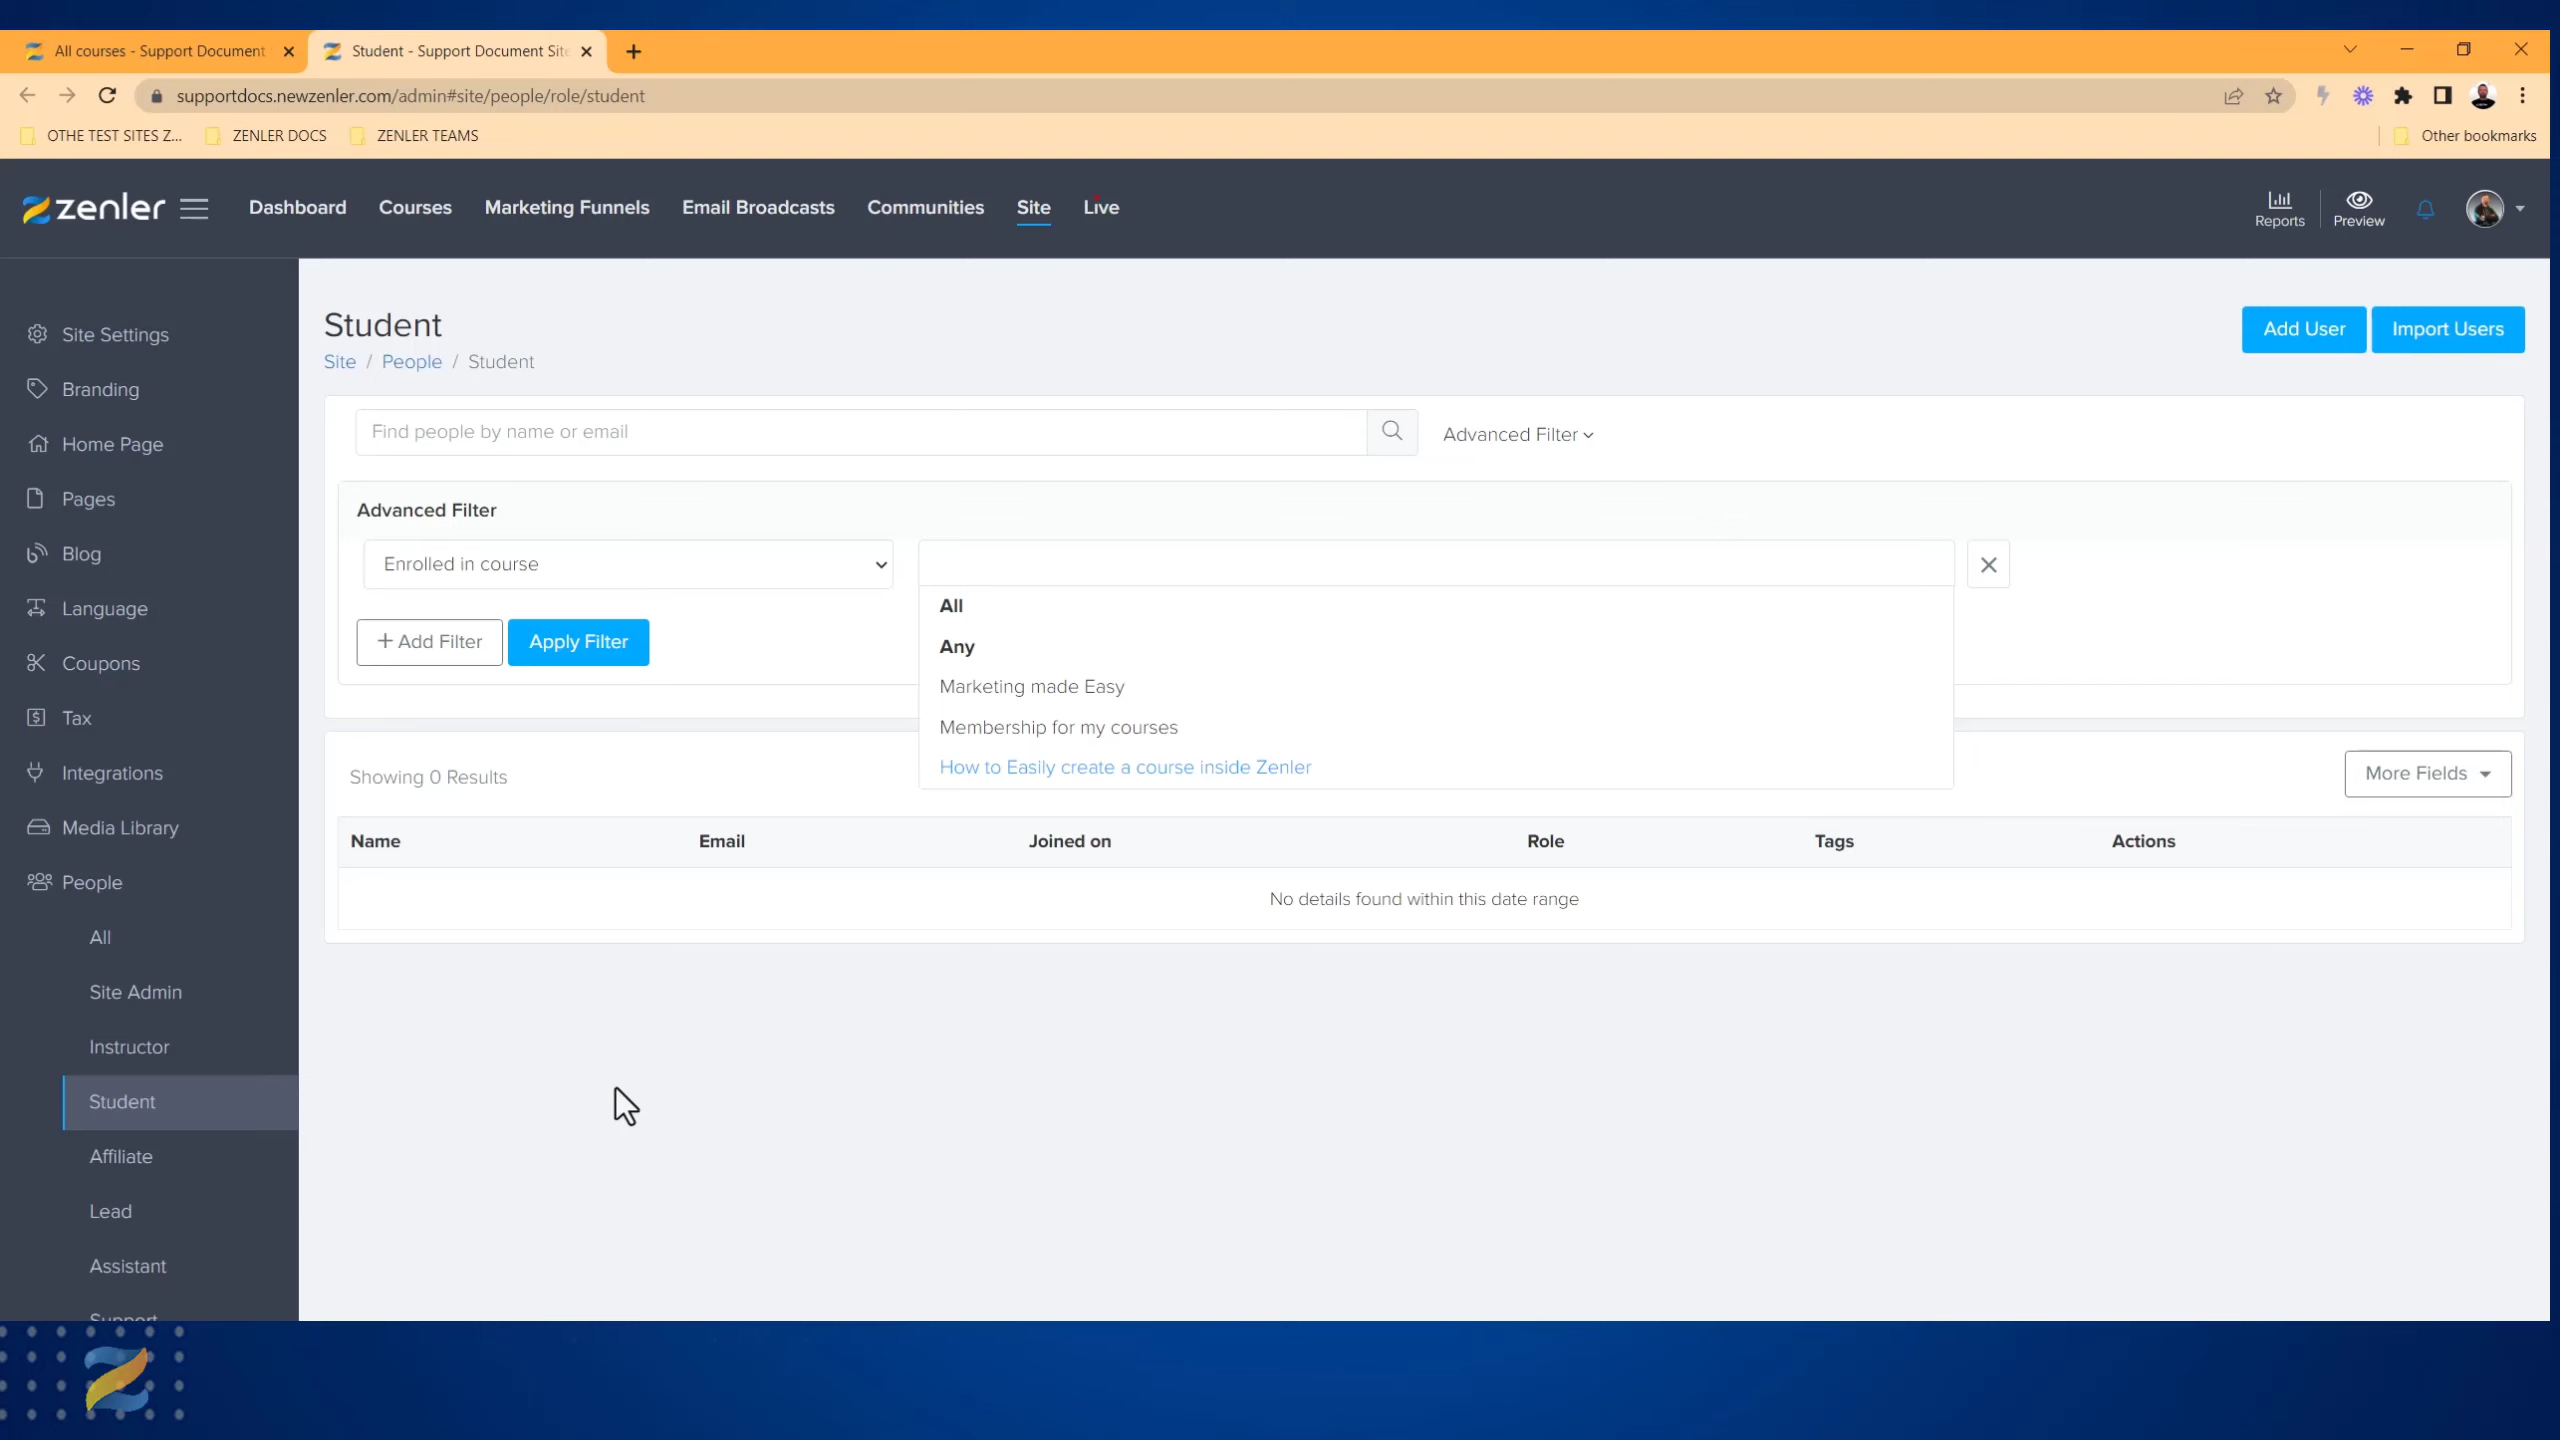 All courses - Support Document
Student - Support Document Site
supportdocs.newzenler.com/admin#site/people/role/student
OTHE TEST SITES Z...
ZENLER DOCS
ZENLER TEAMS
Other bookmarks
zenler
Dashboard
Courses
Marketing Funnels
Email Broadcasts
Communities
Site
Live
Reports
Preview
Site Settings
Branding
Home Page
Pages
Blog
Language
Coupons
Tax
Integrations
Media Library
People
All
Site Admin
Instructor
Student
Affiliate
Lead
Assistant
Support
Student
Site / People / Student
Add User
Import Users
Find people by name or email
Advanced Filter
Advanced Filter
Enrolled in course
+ Add Filter
Apply Filter
All
Any
Marketing made Easy
Membership for my courses
How to Easily create a course inside Zenler
Showing 0 Results
More Fields
Name Email Joined on Role Tags Actions
No details found within this date range